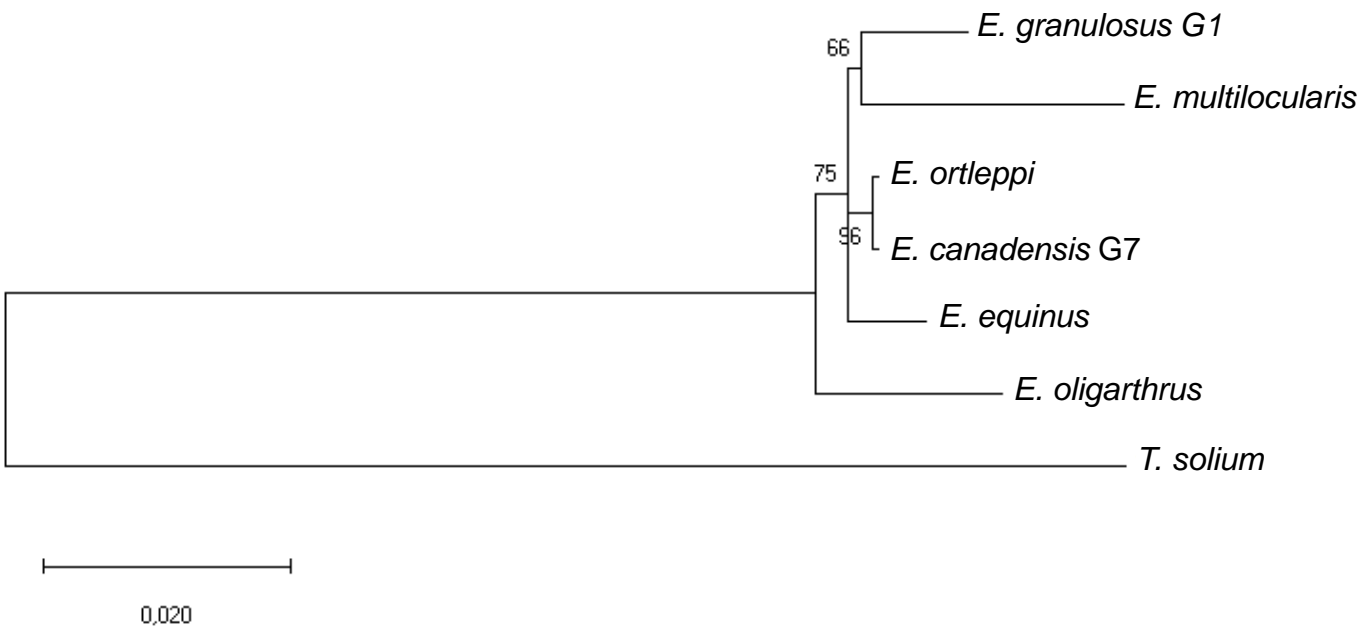 E. granulosus G1
66
E. multilocularis
75
E. ortleppi
96
E. canadensis G7
E. equinus
E. oligarthrus
T. solium
0,020